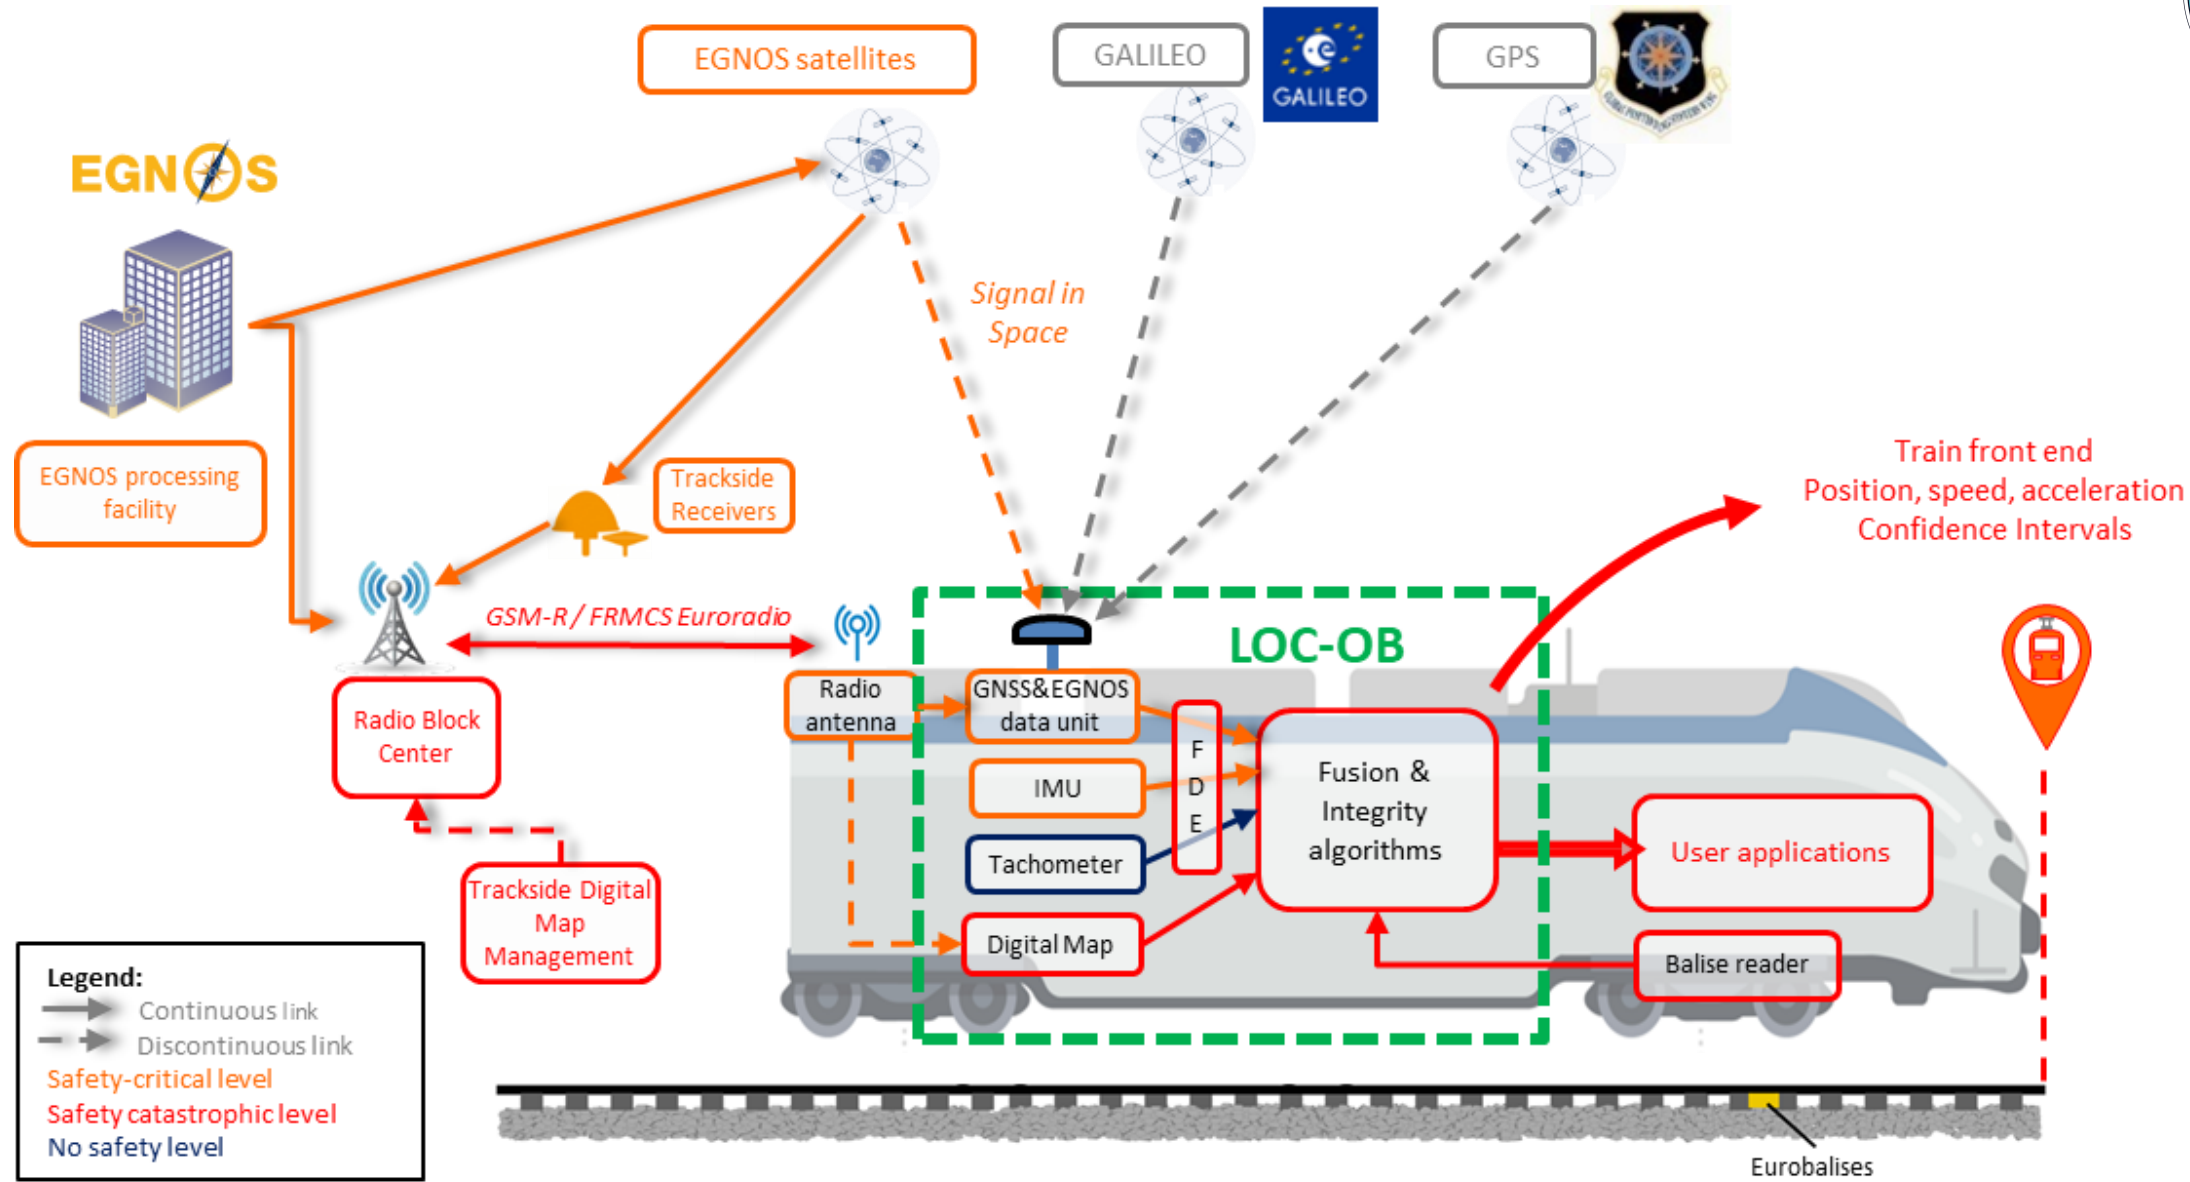 EGNOS satellites
GALILEO
GALILEO
GPS
EGNOS
Signal in
Space
EGNOS processing
facility
Trackside
Receivers
Train front end
Position, speed, acceleration
Confidence Intervals
GSM-R / FRMCS Euroradio
LOC-OB
Radio
antenna
GNSS&EGNOS
data unit
Radio Block
Center
F
D
E
IMU
Fusion &
Integrity
algorithms
Tachometer
User applications
Trackside Digital
Map
Management
Digital Map
Balise reader
Legend:
Continuous link
Discontinuous link
Safety-critical level
Safety catastrophic level
No safety level
Eurobalises